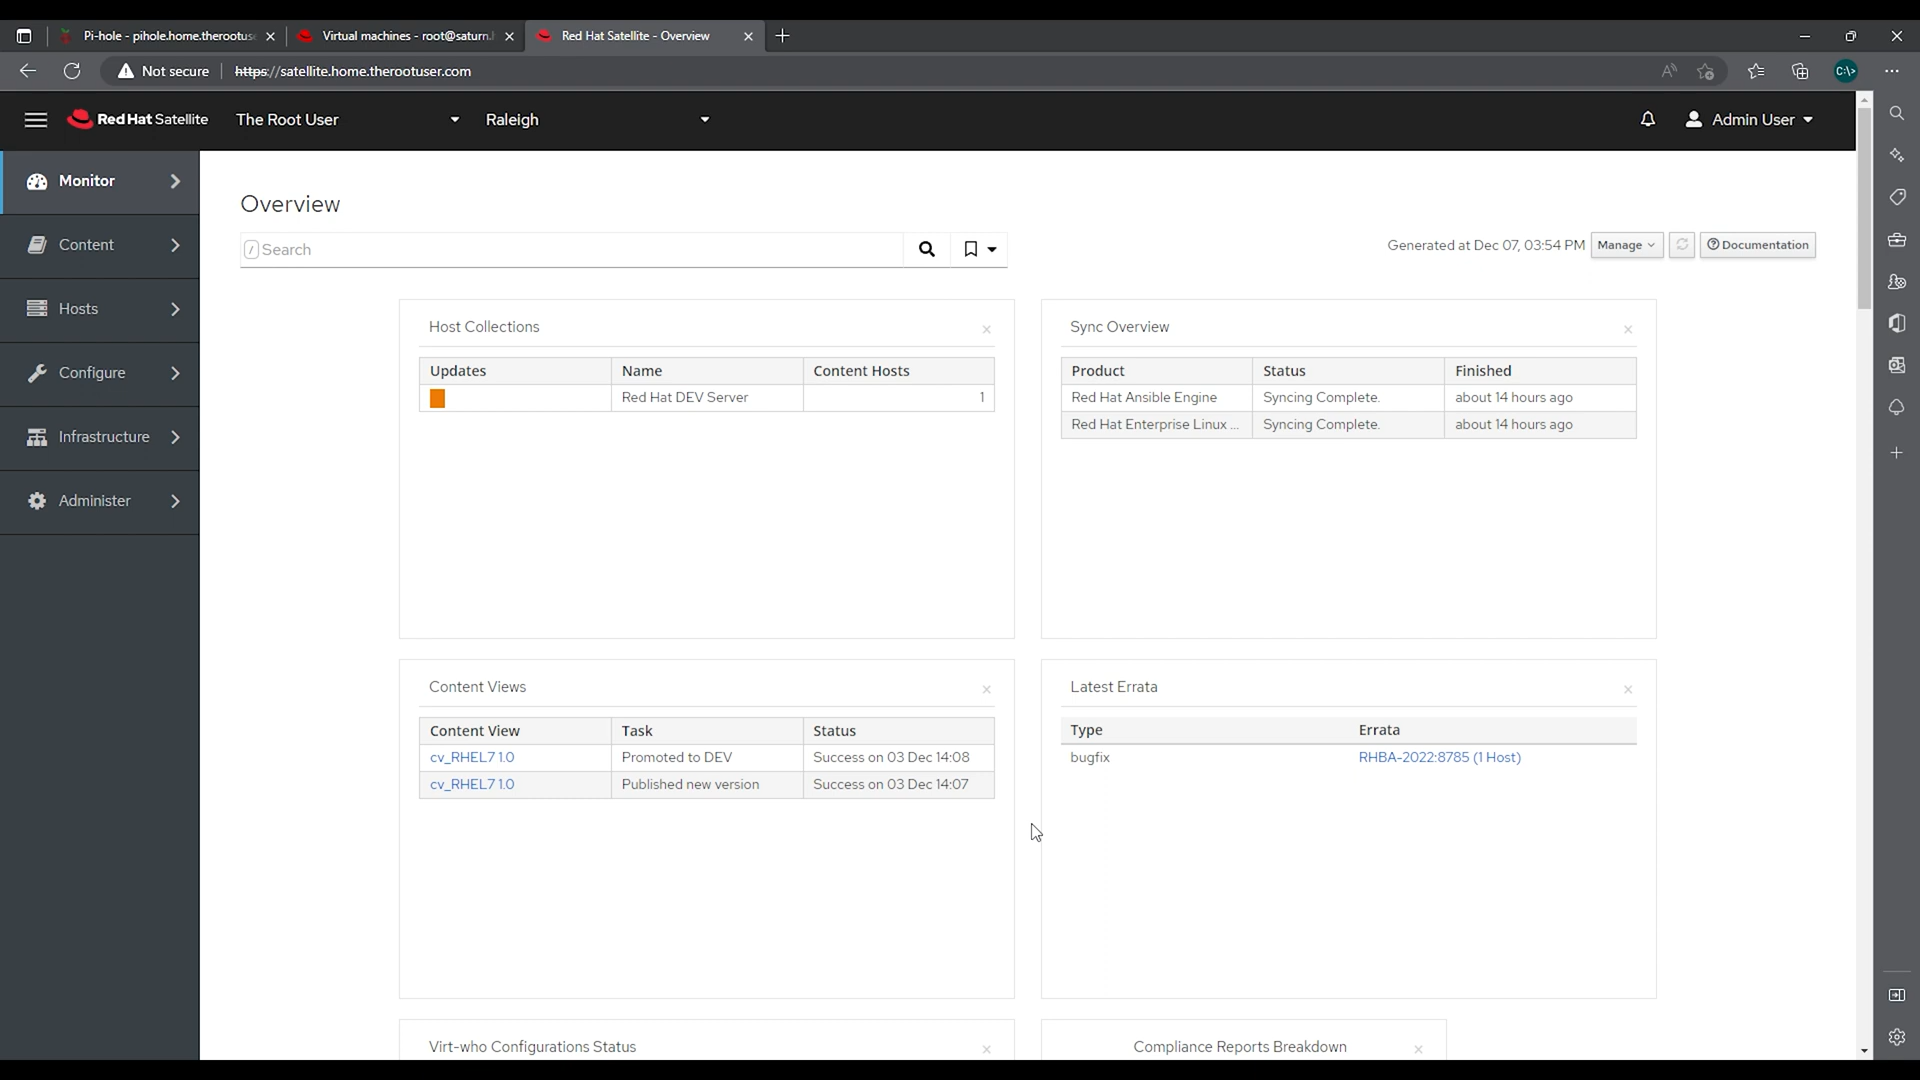 Pi-hole - pihole.home.therootus
Virtual machines - root@saturn.
Red Hat Satellite - Overview
Not secure
https://satellite.home.therootuser.com
C:\>
Red Hat Satellite
The Root User
Raleigh
Admin User
Monitor
Content
Hosts
Configure
Infrastructure
Administer
Overview
/ Search
Generated at Dec 07, 03:54 PM
Manage
Documentation
Host Collections
Updates Name Content Hosts
Red Hat DEV Server 1
Sync Overview
Product Status Finished
Red Hat Ansible Engine Syncing Complete. about 14 hours ago
Red Hat Enterprise Linux ... Syncing Complete. about 14 hours ago
Content Views
Content View Task Status
cv_RHEL7 1.0 Promoted to DEV Success on 03 Dec 14:08
cv_RHEL7 1.0 Published new version Success on 03 Dec 14:07
Latest Errata
Type Errata
bugfix RHBA-2022:8785 (1 Host)
Virt-who Configurations Status
Compliance Reports Breakdown